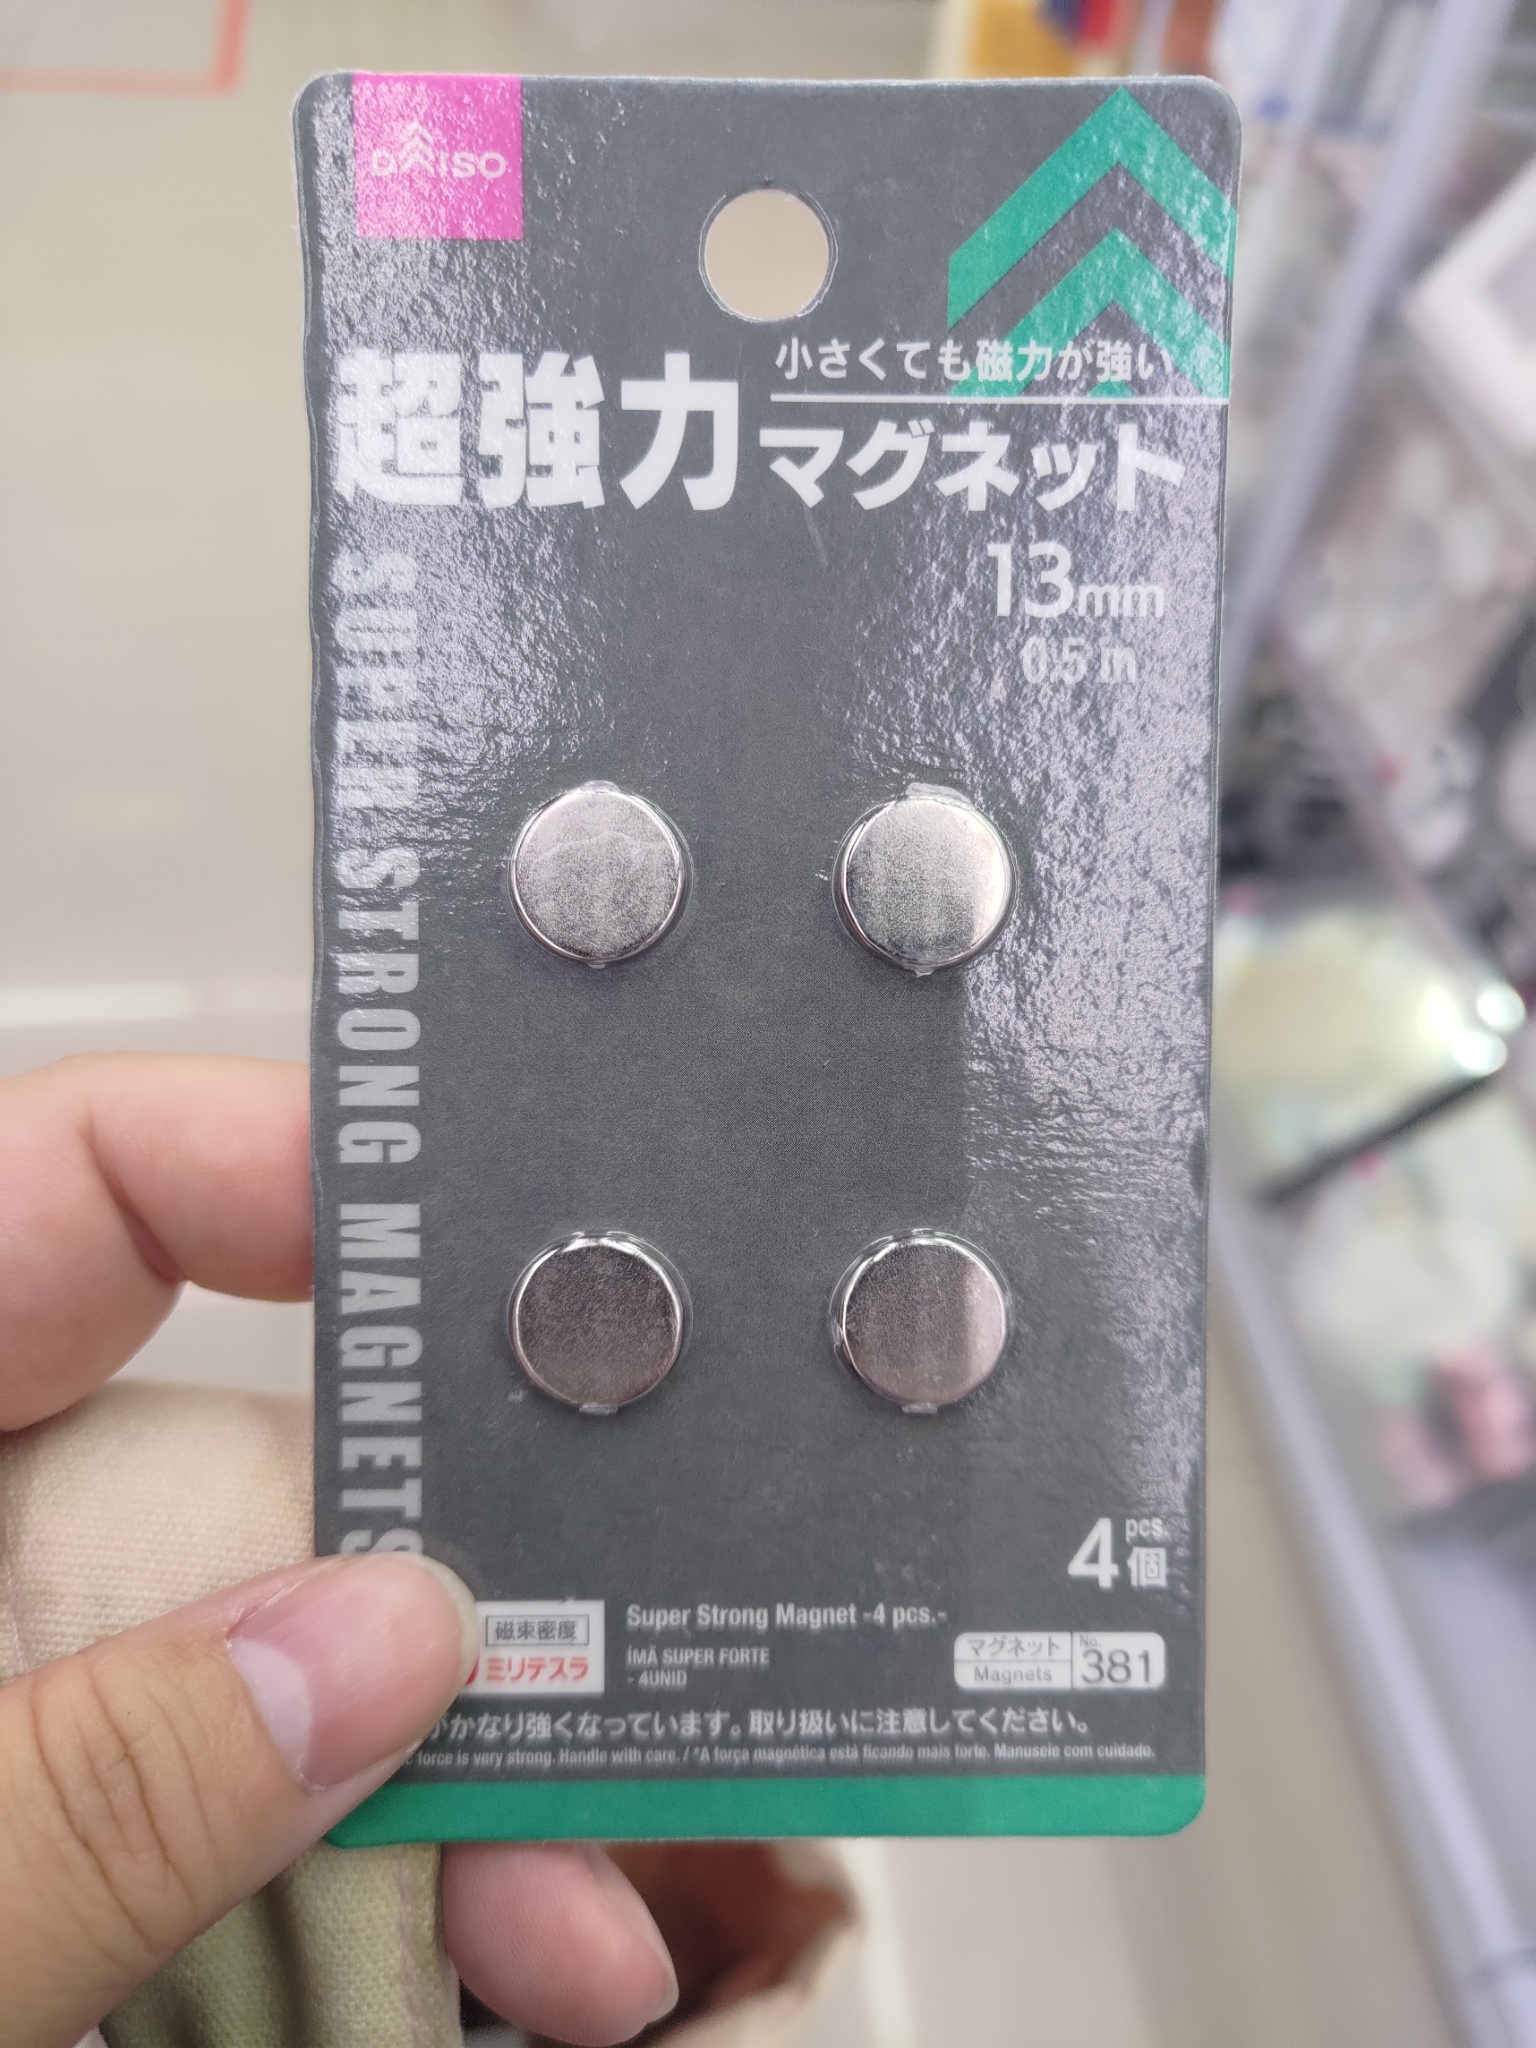 DAISO
小さくても磁力が強い
超強力マグネット
13mm
0.5 in
SUPER STRONG MAGNETS
4 pcs.
個
磁束密度
ミリテスラ
Super Strong Magnet -4 pcs.-
ÍMÃ SUPER FORTE
- 4UNID
マグネット No.
Magnets 381
かなり強くなっています。取り扱いに注意してください。
force is very strong. Handle with care. / *A força magnética está ficando mais forte. Manuseie com cuidado.